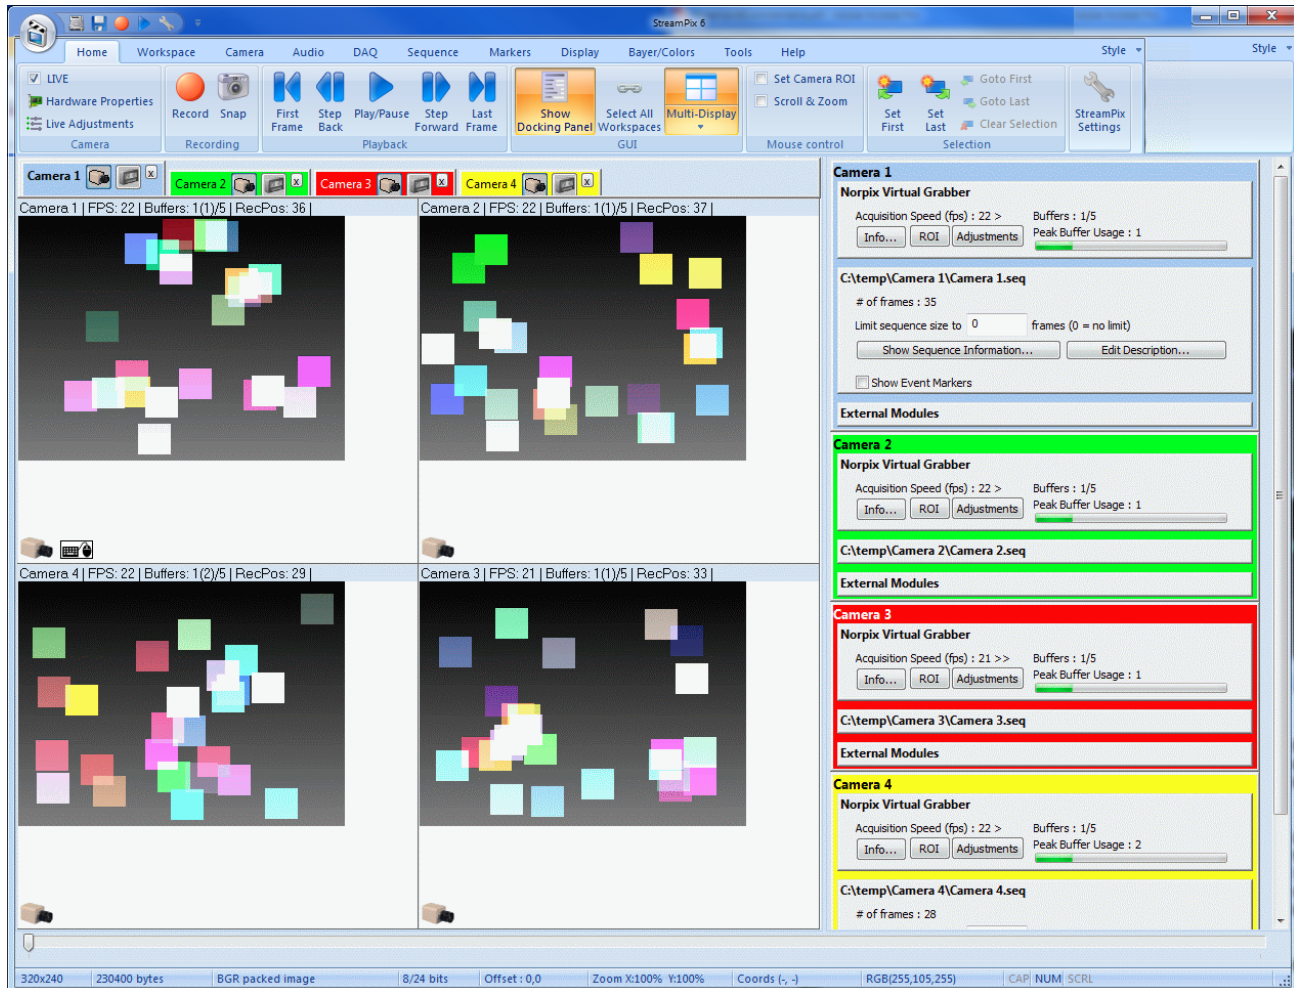 StreamPix 6
Home Workspace Camera Audio DAQ Sequence Markers Display Bayer/Colors Tools Help Style Style
LIVE
Hardware Properties
Live Adjustments
Camera
Record Snap
Recording
First Frame Step Back Play/Pause Step Forward Last Frame
Playback
Show Docking Panel Select All Workspaces Multi-Display
GUI
Set Camera ROI
Scroll & Zoom
Mouse control
Set First Set Last
Goto First
Goto Last
Clear Selection
Selection
StreamPix Settings
Camera 1 x Camera 2 x Camera 3 x Camera 4 x
Camera 1 | FPS: 22 | Buffers: 1(1)/5 | RecPos: 36 |
Camera 2 | FPS: 22 | Buffers: 1(1)/5 | RecPos: 37 |
Camera 4 | FPS: 22 | Buffers: 1(2)/5 | RecPos: 29 |
Camera 3 | FPS: 21 | Buffers: 1(1)/5 | RecPos: 33 |
Camera 1
Norpix Virtual Grabber
Acquisition Speed (fps) : 22 > Buffers : 1/5
Info... ROI Adjustments Peak Buffer Usage : 1
C:\temp\Camera 1\Camera 1.seq
# of frames : 35
Limit sequence size to 0 frames (0 = no limit)
Show Sequence Information... Edit Description...
Show Event Markers
External Modules
Camera 2
Norpix Virtual Grabber
Acquisition Speed (fps) : 22 > Buffers : 1/5
Info... ROI Adjustments Peak Buffer Usage : 1
C:\temp\Camera 2\Camera 2.seq
External Modules
Camera 3
Norpix Virtual Grabber
Acquisition Speed (fps) : 21 >> Buffers : 1/5
Info... ROI Adjustments Peak Buffer Usage : 1
C:\temp\Camera 3\Camera 3.seq
External Modules
Camera 4
Norpix Virtual Grabber
Acquisition Speed (fps) : 22 > Buffers : 1/5
Info... ROI Adjustments Peak Buffer Usage : 2
C:\temp\Camera 4\Camera 4.seq
# of frames : 28
320x240 230400 bytes BGR packed image 8/24 bits Offset : 0,0 Zoom X:100% Y:100% Coords (-, -) RGB(255,105,255) CAP NUM SCRL